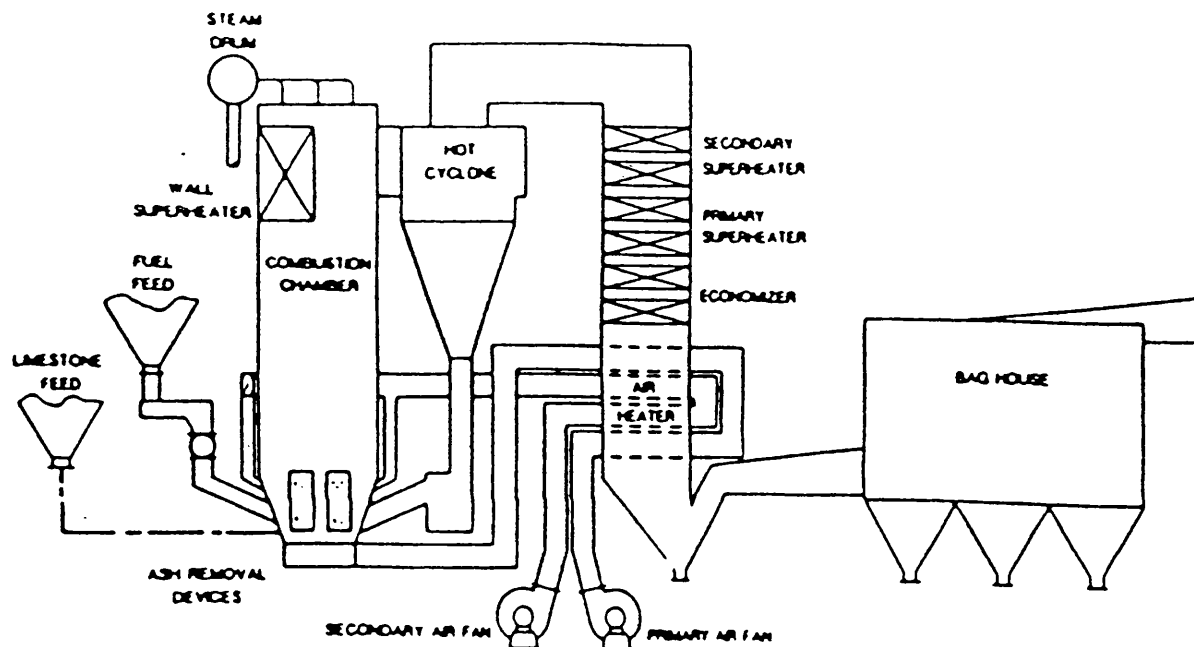 STEAM
DRUM
HOT
CYCLONE
SECONDARY
SUPERHEATER
WALL
SUPERHEATER
PRIMARY
SUPERHEATER
FUEL
FEED
COMBUSTION
CHAMBER
ECONOMIZER
LIMESTONE
FEED
AIR
HEATER
BAG HOUSE
ASH REMOVAL
DEVICES
SECONDARY AIR FAN
PRIMARY AIR FAN